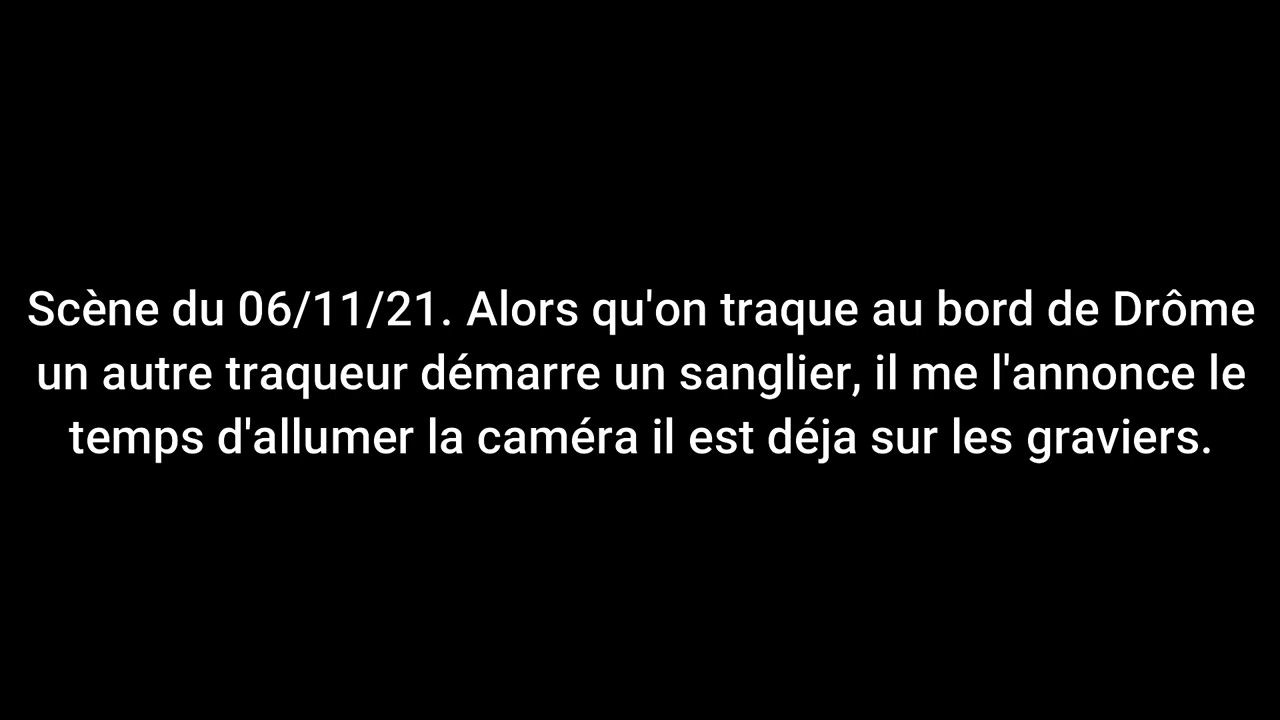 Scène du 06/11/21. Alors qu'on traque au bord de Drôme
un autre traqueur démarre un sanglier, il me l'annonce le
temps d'allumer la caméra il est déja sur les graviers.